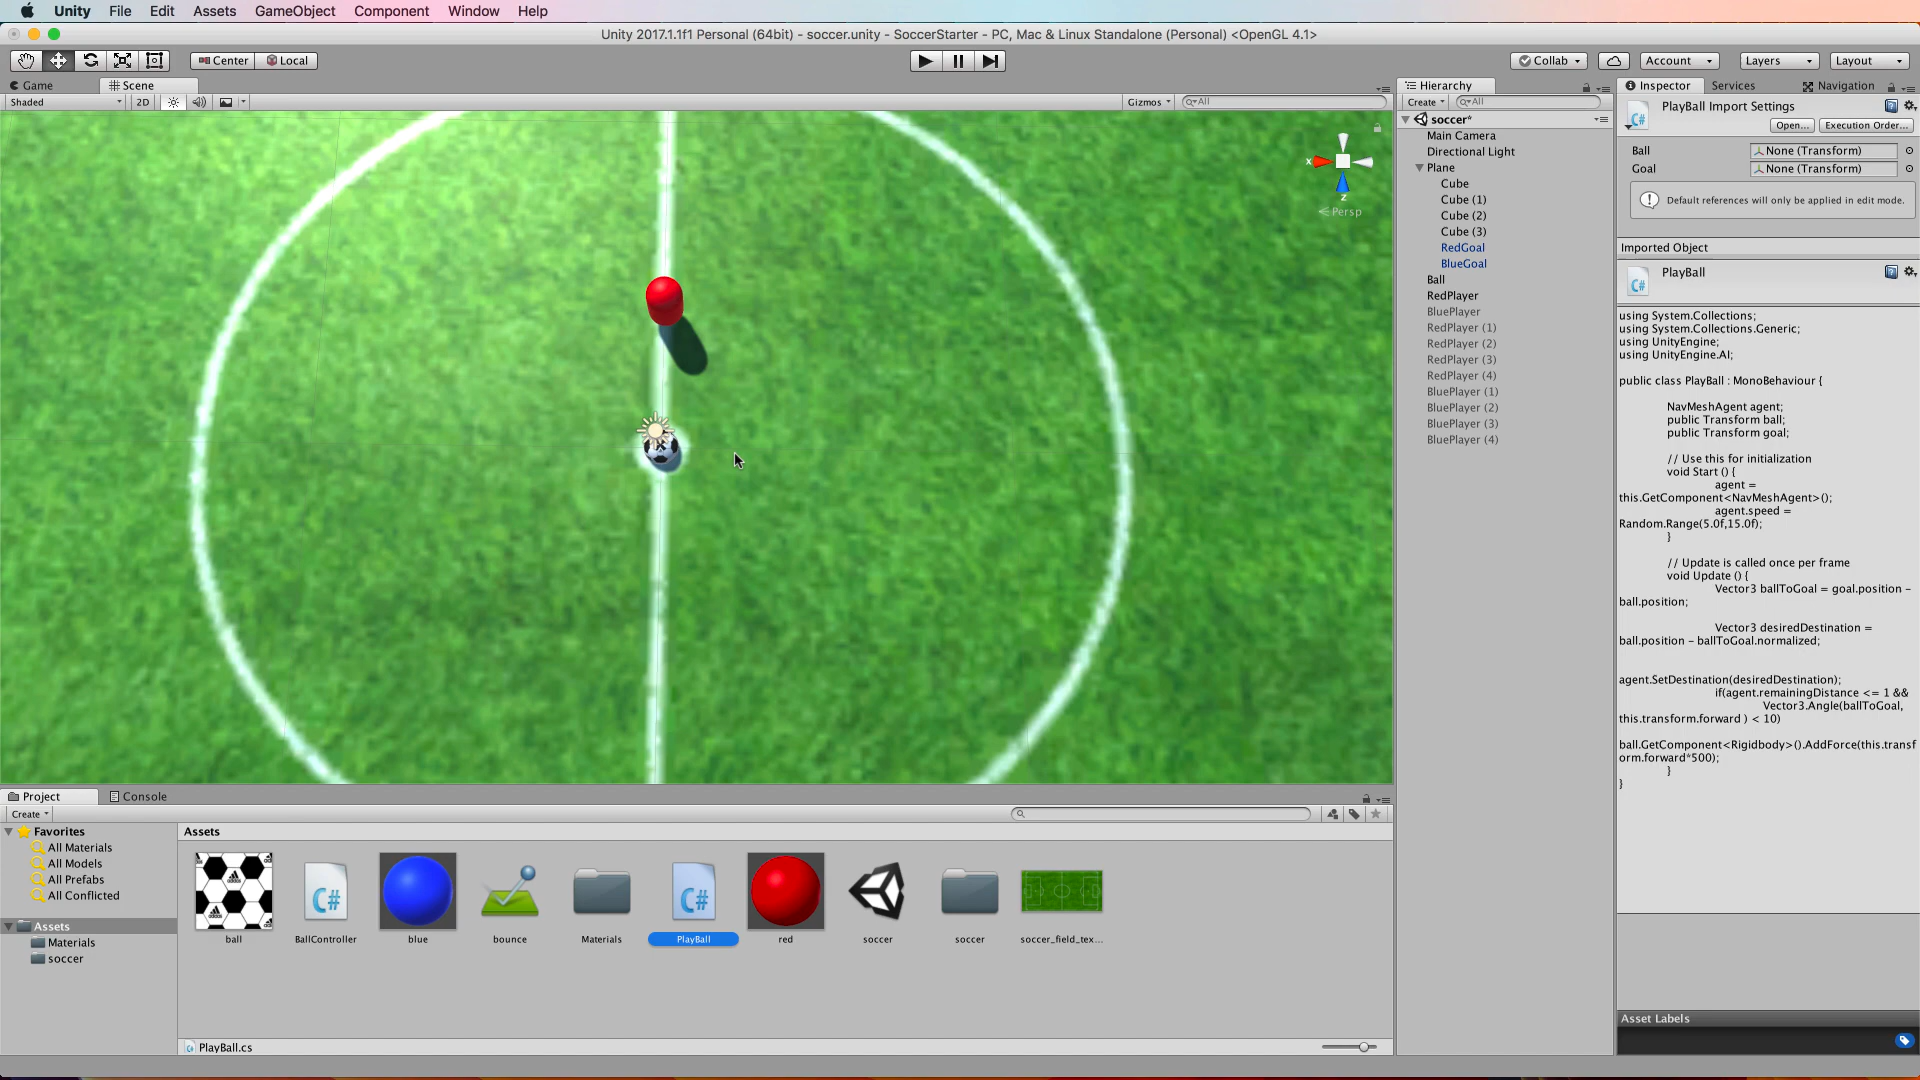 Unity File Edit Assets GameObject Component Window Help
Unity 2017.1.1f1 Personal (64bit) - soccer.unity - SoccerStarter - PC, Mac & Linux Standalone (Personal) <OpenGL 4.1>
Center Local Collab Account Layers Layout
Game Scene
Shaded 2D Gizmos All
x
z
Persp
Hierarchy
Create All
soccer*
Main Camera
Directional Light
Plane
Cube
Cube (1)
Cube (2)
Cube (3)
RedGoal
BlueGoal
Ball
RedPlayer
BluePlayer
RedPlayer (1)
RedPlayer (2)
RedPlayer (3)
RedPlayer (4)
BluePlayer (1)
BluePlayer (2)
BluePlayer (3)
BluePlayer (4)
Inspector Services Navigation
C#
PlayBall Import Settings
Open... Execution Order...
Ball None (Transform)
Goal None (Transform)
Default references will only be applied in edit mode.
Imported Object
C#
PlayBall
using System.Collections;
using System.Collections.Generic;
using UnityEngine;
using UnityEngine.AI;
public class PlayBall : MonoBehaviour {
NavMeshAgent agent;
public Transform ball;
public Transform goal;
// Use this for initialization
void Start () {
agent =
this.GetComponent<NavMeshAgent>();
agent.speed =
Random.Range(5.0f,15.0f);
}
// Update is called once per frame
void Update () {
Vector3 ballToGoal = goal.position -
ball.position;
Vector3 desiredDestination =
ball.position - ballToGoal.normalized;
agent.SetDestination(desiredDestination);
if(agent.remainingDistance <= 1 &&
Vector3.Angle(ballToGoal,
this.transform.forward ) < 10)
ball.GetComponent<Rigidbody>().AddForce(this.transf
orm.forward*500);
}
}
Asset Labels
Project Console
Create
Favorites
All Materials
All Models
All Prefabs
All Conflicted
Assets
Materials
soccer
Assets
adidas
adidas
adidas
C#
C#
ball BallController blue bounce Materials PlayBall red soccer soccer soccer_field_tex...
PlayBall.cs